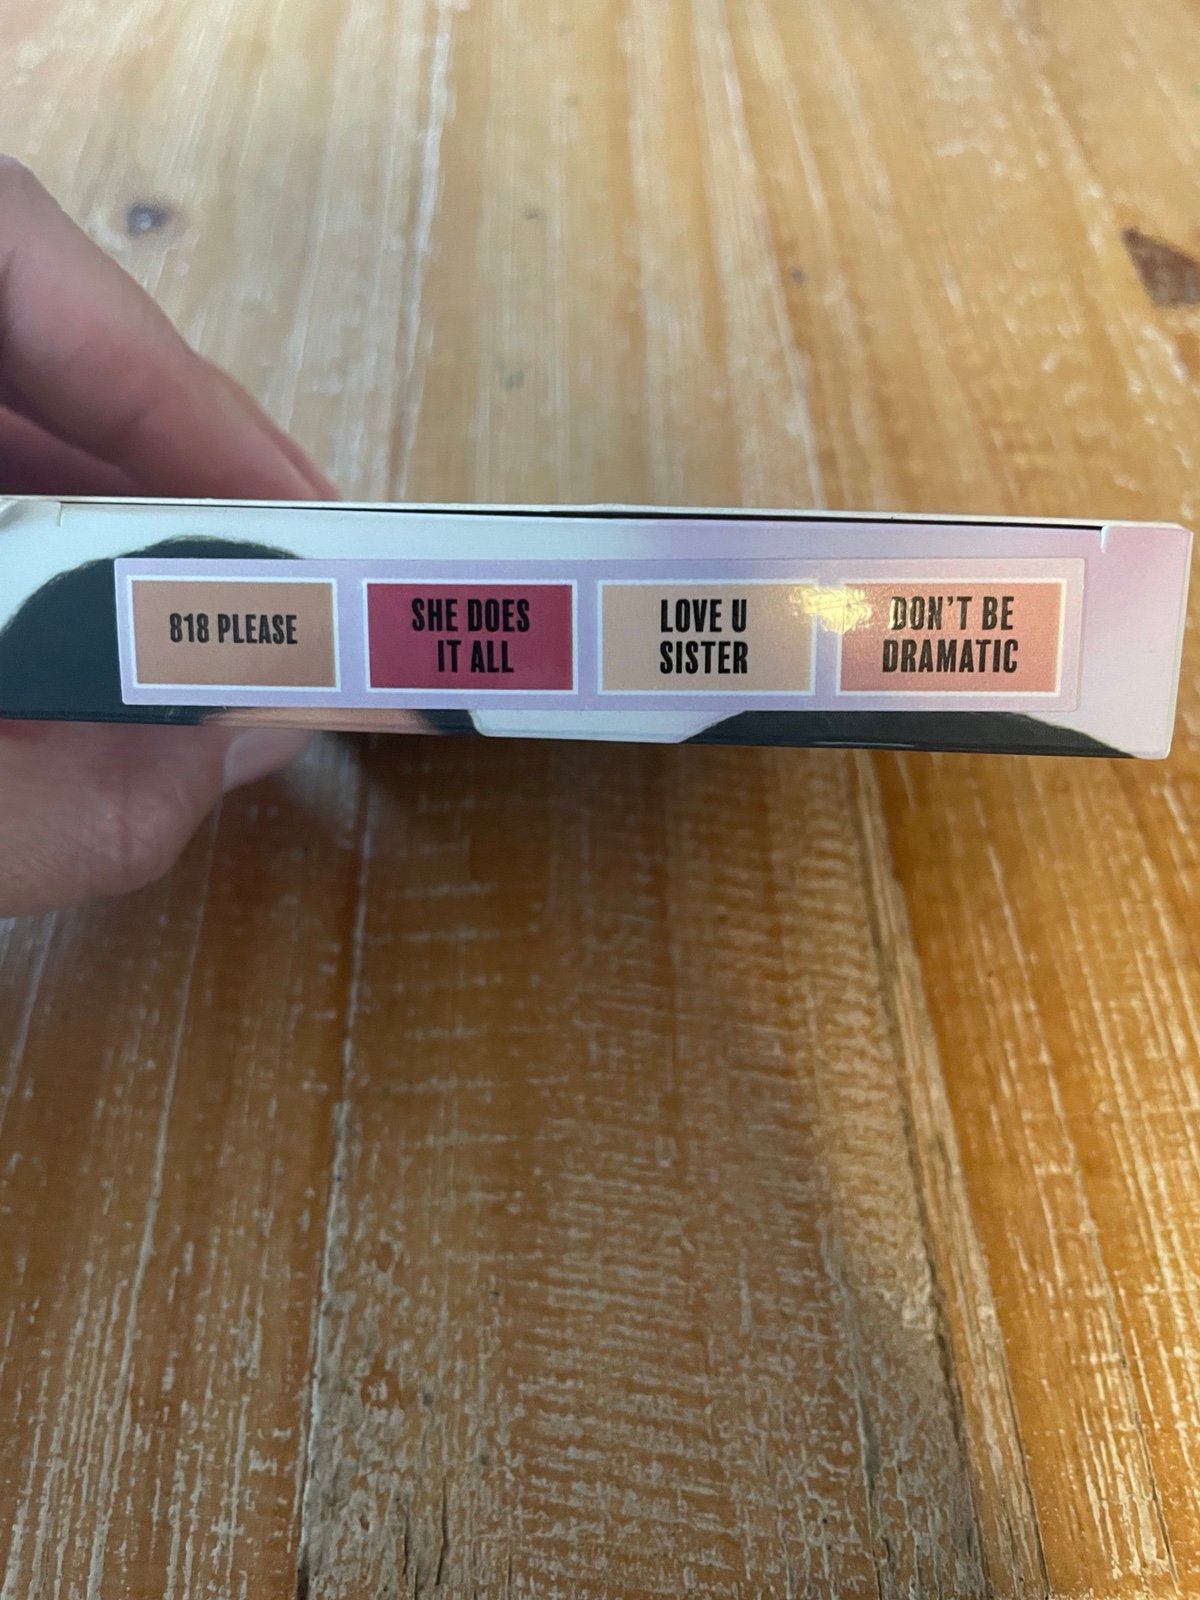 818 PLEASE
SHE DOES
IT ALL
LOVE U
SISTER
DON'T BE
DRAMATIC